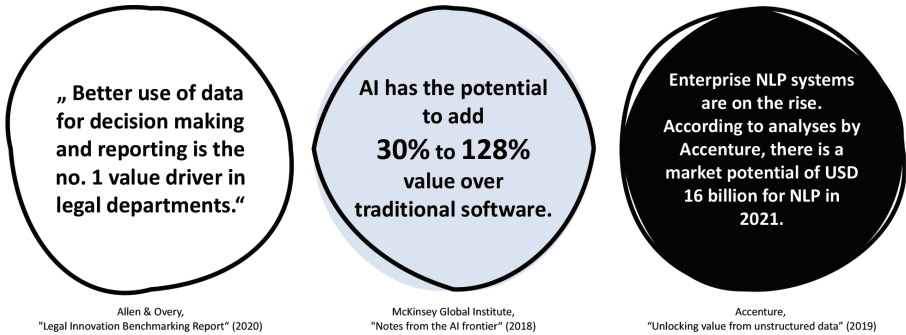 „ Better use of data
for decision making
and reporting is the
no. 1 value driver in
legal departments.“
AI has the potential
to add
30% to 128%
value over
traditional software.
Enterprise NLP systems
are on the rise.
According to analyses by
Accenture, there is a
market potential of USD
16 billion for NLP in
2021.
Allen & Overy,
"Legal Innovation Benchmarking Report“ (2020)
McKinsey Global Institute,
"Notes from the AI frontier“ (2018)
Accenture,
“Unlocking value from unstructured data” (2019)